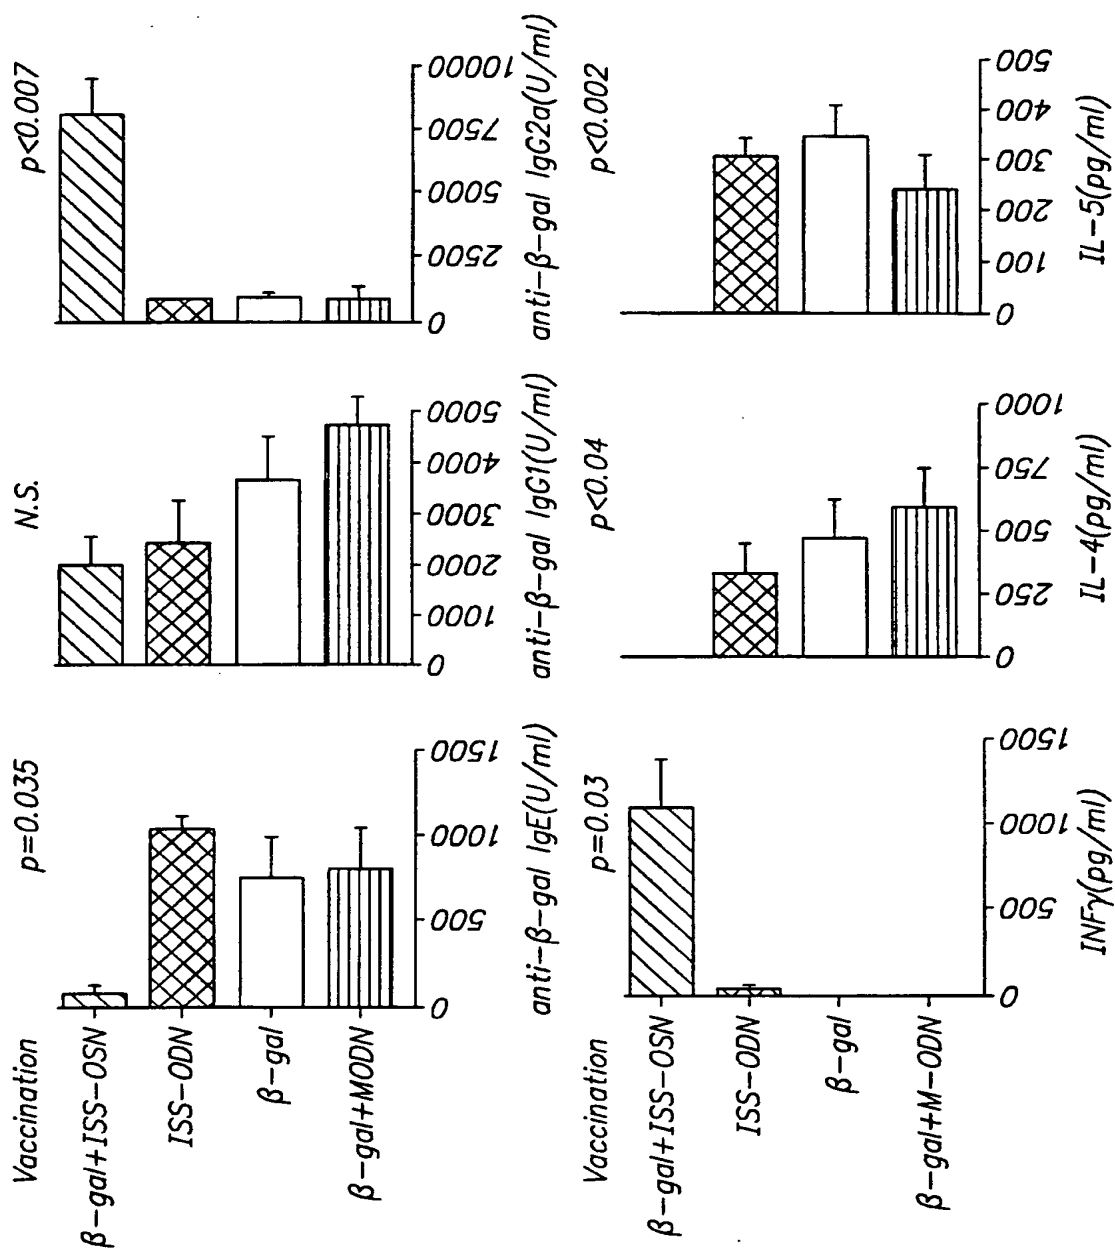 Vaccination
β-gal+ISS-OSN
ISS-ODN
β-gal
β-gal+MODN
p=0.035
0
500
1000
1500
anti-β-gal IgE(U/ml)
N.S.
0
1000
2000
3000
4000
5000
anti-β-gal IgG1(U/ml)
p<0.007
0
2500
5000
7500
10000
anti-β-gal IgG2a(U/ml)
Vaccination
β-gal+ISS-OSN
ISS-ODN
β-gal
β-gal+M-ODN
p=0.03
0
500
1000
1500
INFγ(pg/ml)
p<0.04
0
250
500
750
1000
IL-4(pg/ml)
p<0.002
0
100
200
300
400
500
IL-5(pg/ml)